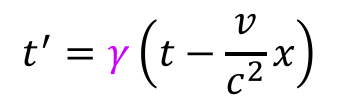 t′ = γ (t − v/c² x)